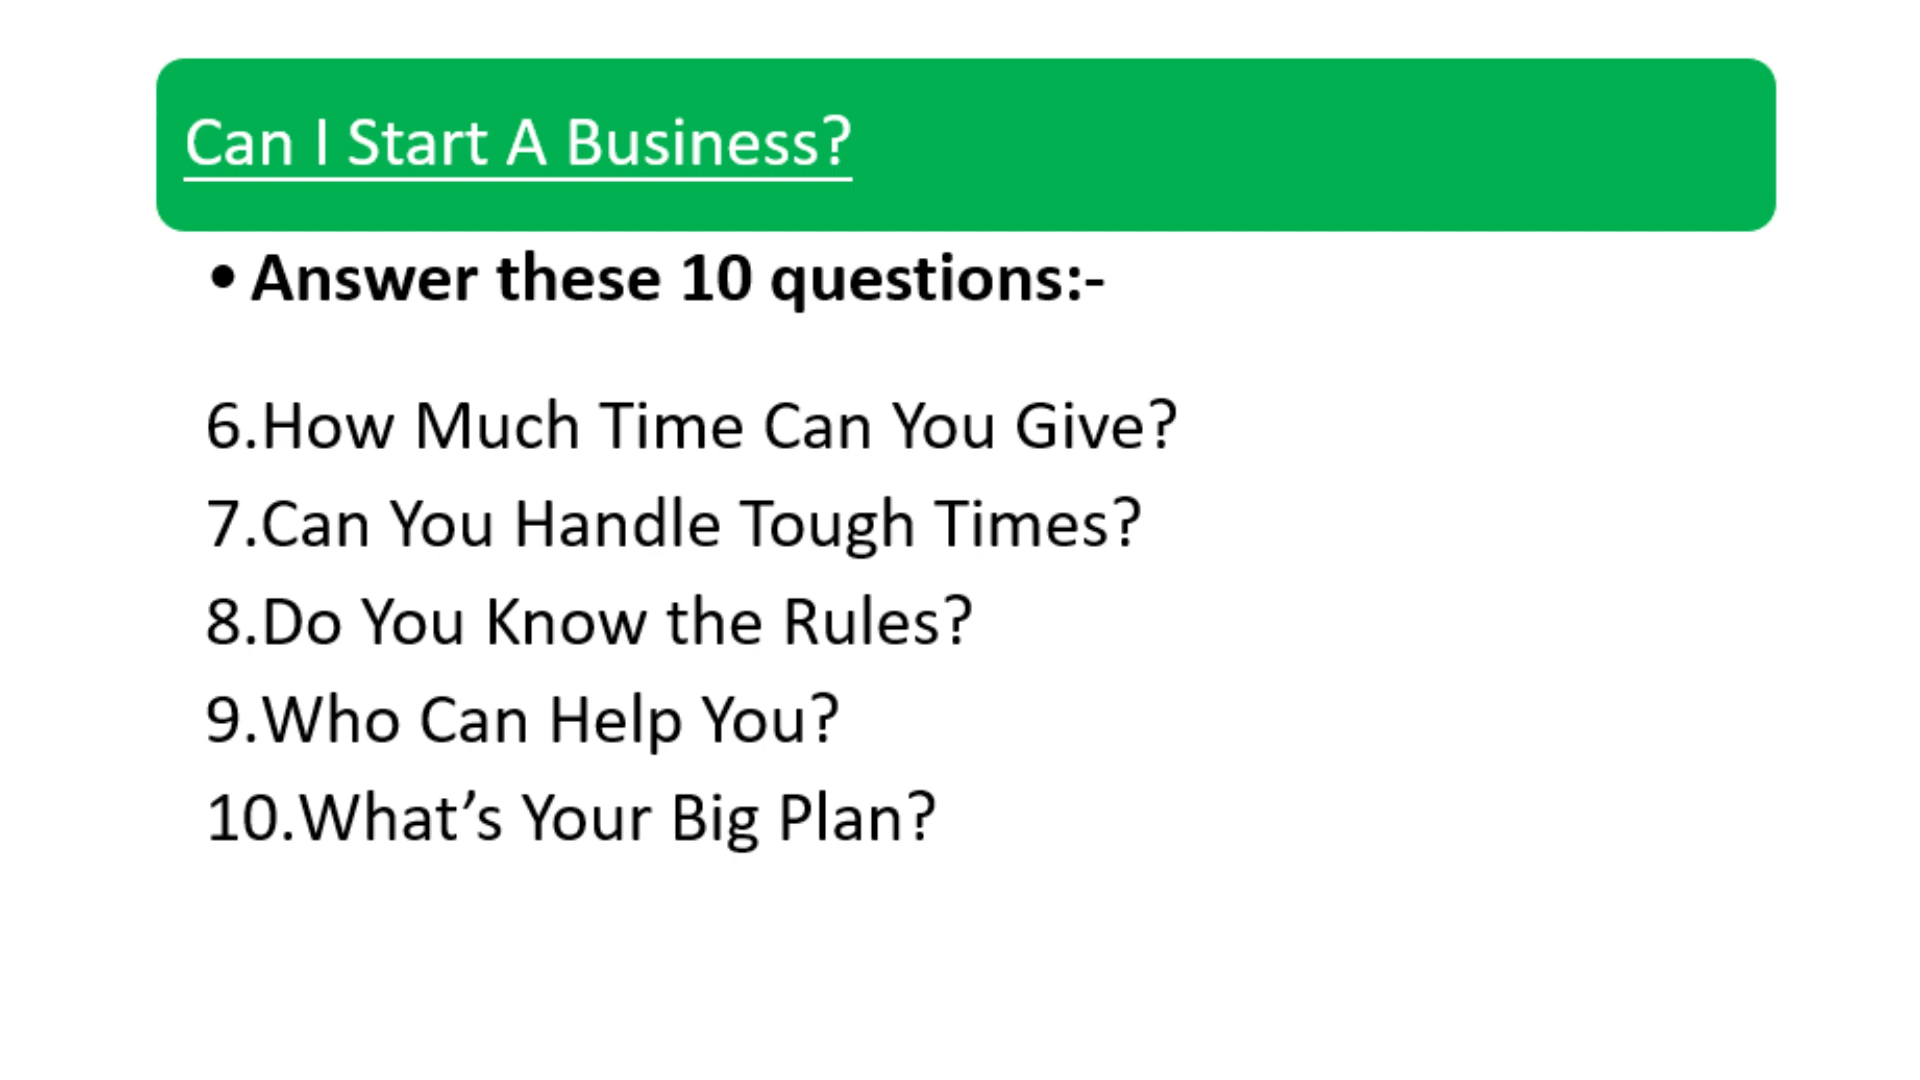 Can I Start A Business?
• Answer these 10 questions:-
6.How Much Time Can You Give?
7.Can You Handle Tough Times?
8.Do You Know the Rules?
9.Who Can Help You?
10.What’s Your Big Plan?